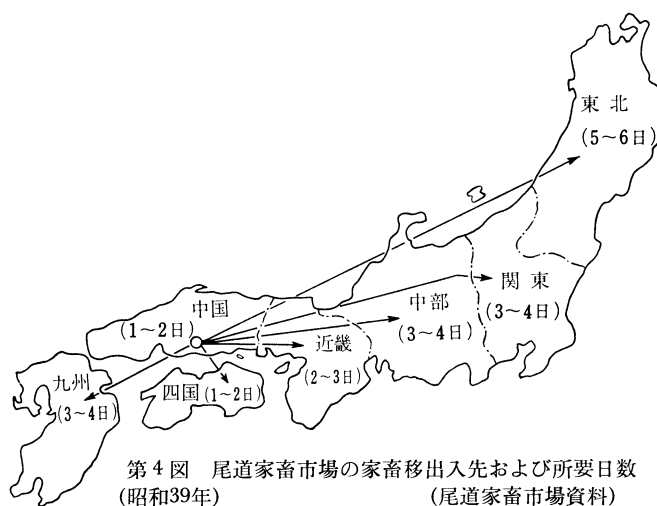 東北
(5～6日)
関東
(3～4日)
中部
(3～4日)
中国
(1～2日)
近畿
(2～3日)
四国(1～2日)
九州
(3～4日)
第4図 尾道家畜市場の家畜移出入先および所要日数
(昭和39年) (尾道家畜市場資料)